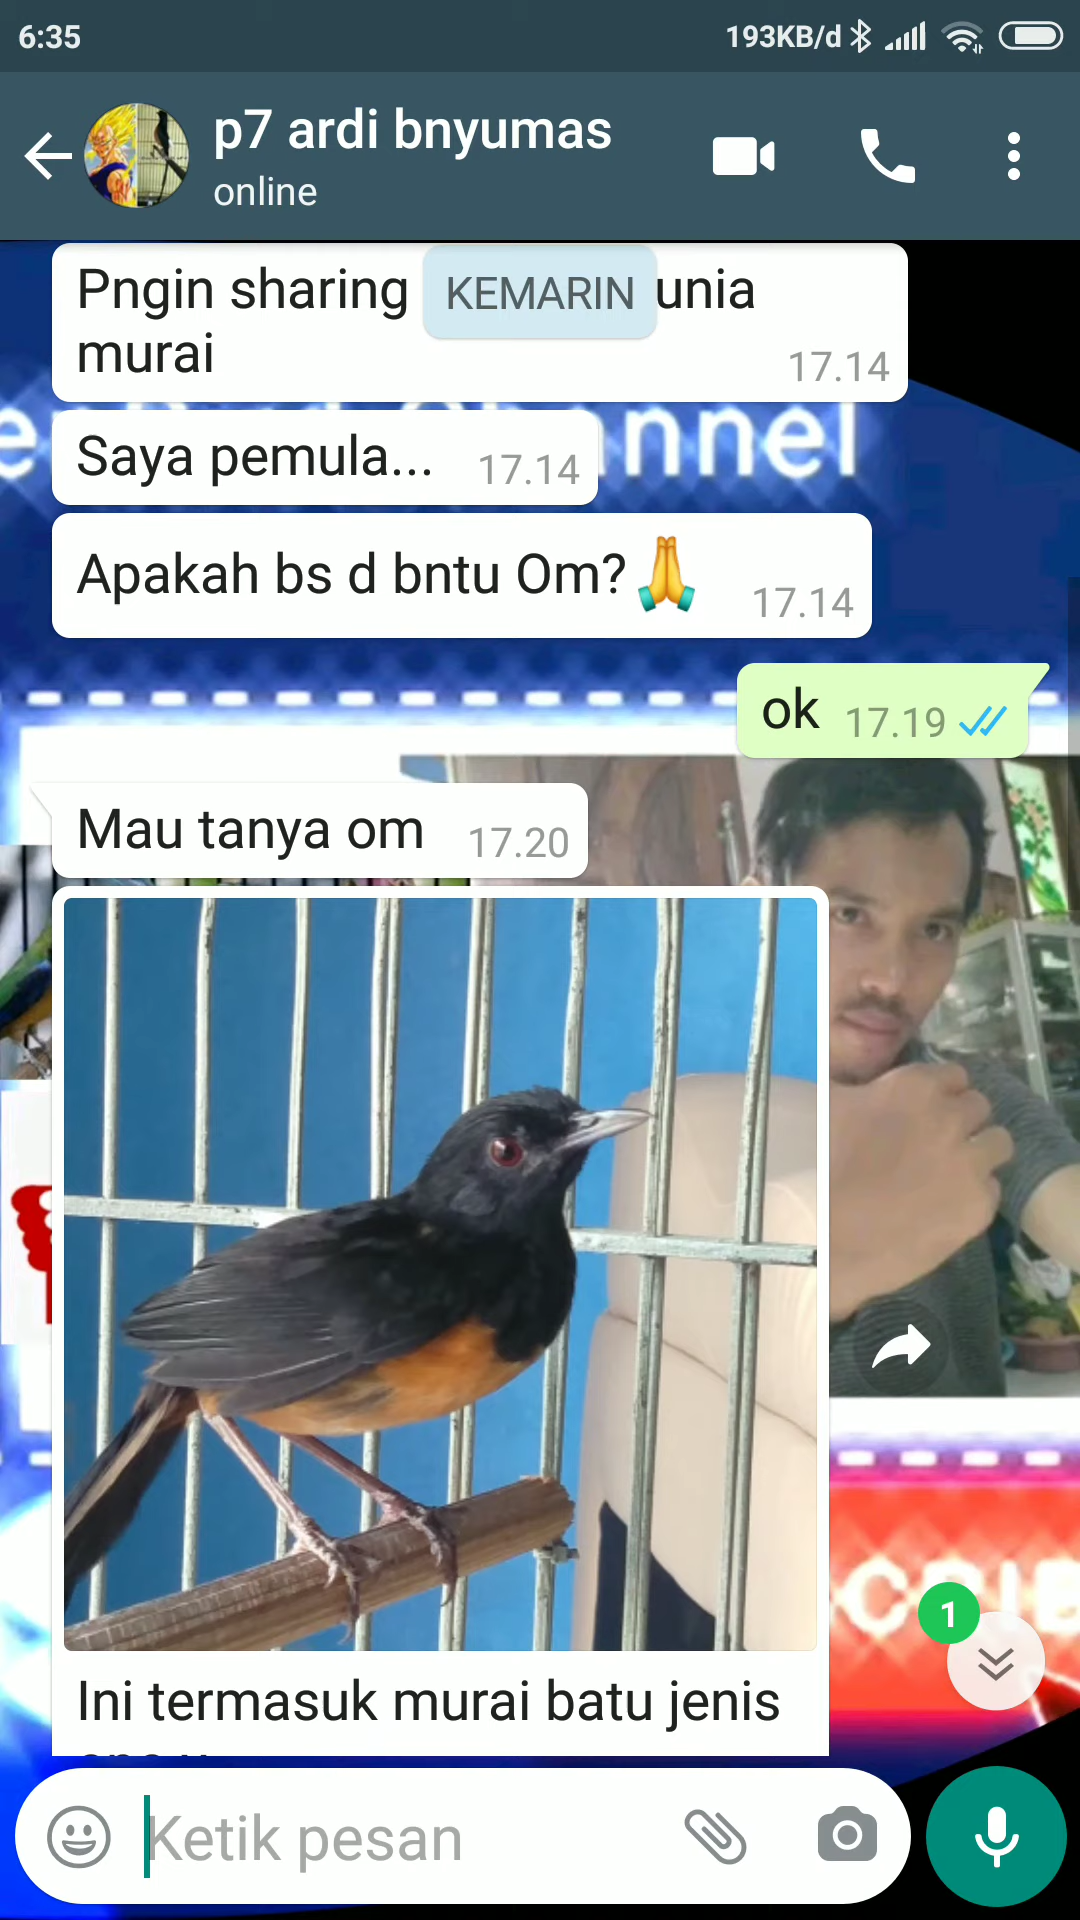 6:35
193KB/d
p7 ardi bnyumas
online
Pngin sharing
KEMARIN
unia
murai
17.14
nnel
Saya pemula...
17.14
Apakah bs d bntu Om?🙏
17.14
ok
17.19
Mau tanya om
17.20
Ini termasuk murai batu jenis
1
Ketik pesan